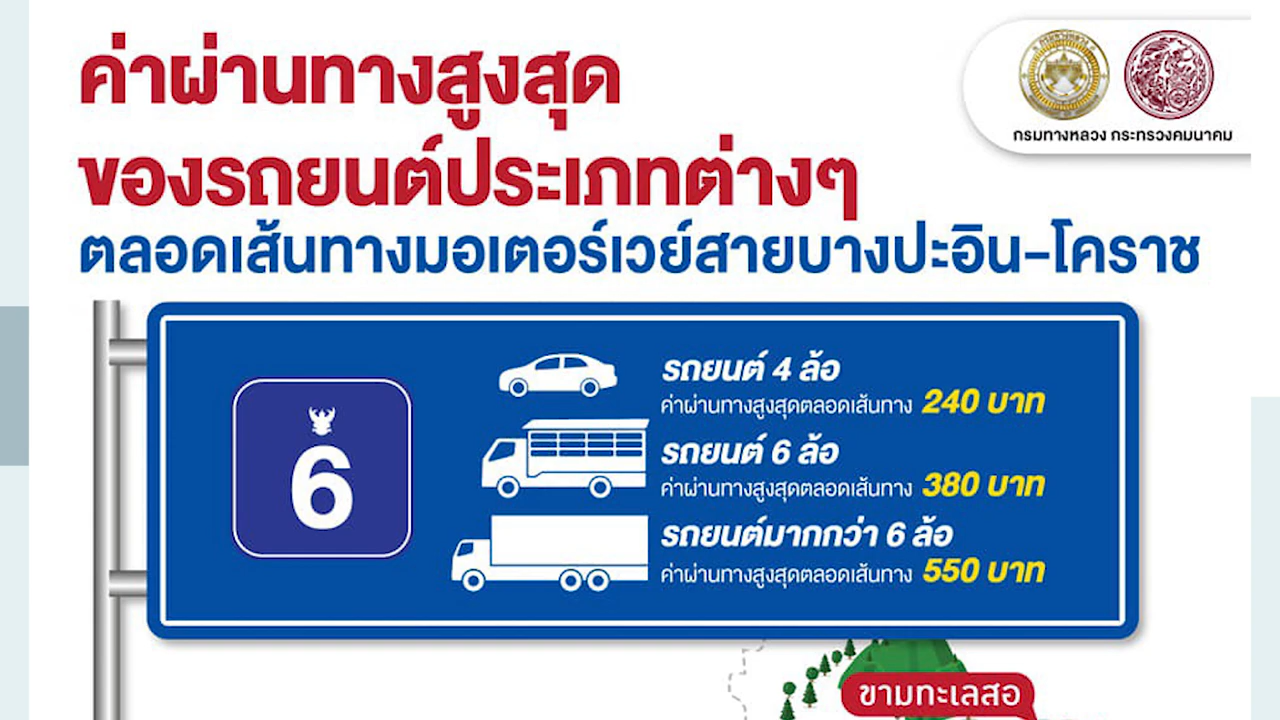 ค่าผ่านทางสูงสุด
ของรถยนต์ประเภทต่างๆ
ตลอดเส้นทางมอเตอร์เวย์สายบางปะอิน-โคราช
กรมทางหลวง กระทรวงคมนาคม
6
รถยนต์ 4 ล้อ
ค่าผ่านทางสูงสุดตลอดเส้นทาง 240 บาท
รถยนต์ 6 ล้อ
ค่าผ่านทางสูงสุดตลอดเส้นทาง 380 บาท
รถยนต์มากกว่า 6 ล้อ
ค่าผ่านทางสูงสุดตลอดเส้นทาง 550 บาท
ขามทะเลสอ